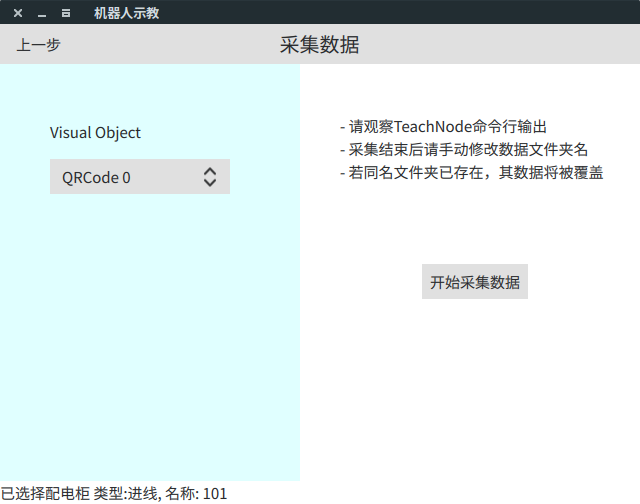 机器人示教
上一步
采集数据
Visual Object
QRCode 0
- 请观察TeachNode命令行输出
- 采集结束后请手动修改数据文件夹名
- 若同名文件夹已存在，其数据将被覆盖
开始采集数据
已选择配电柜 类型:进线, 名称: 101